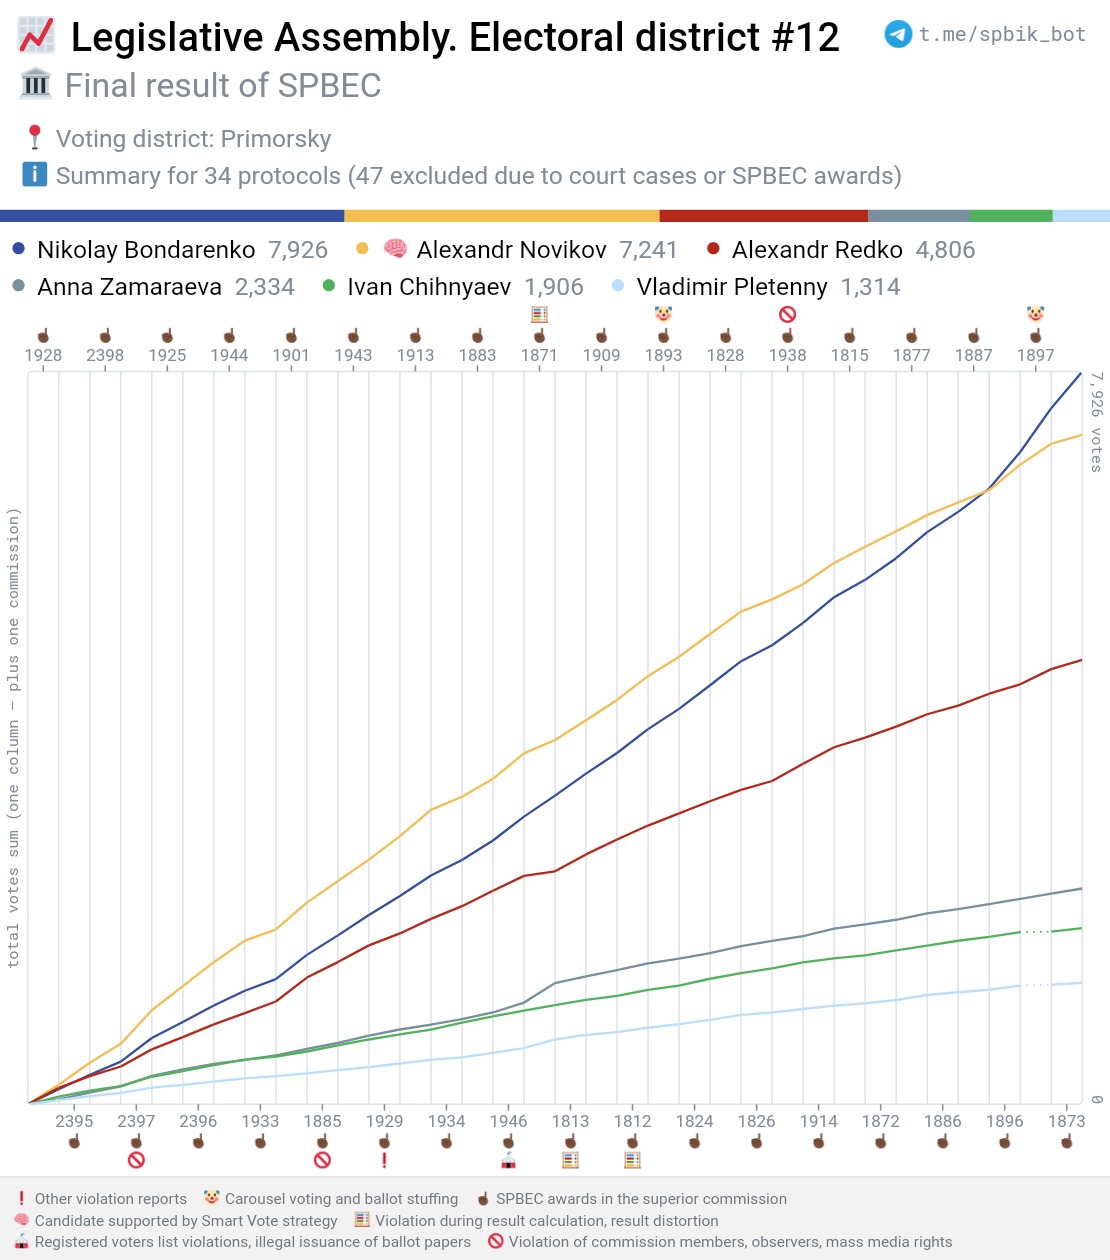 Legislative Assembly. Electoral district #12
t.me/spbik_bot
Final result of SPBEC
Voting district: Primorsky
Summary for 34 protocols (47 excluded due to court cases or SPBEC awards)
Nikolay Bondarenko 7,926 Alexandr Novikov 7,241 Alexandr Redko 4,806
Anna Zamaraeva 2,334 Ivan Chihnyaev 1,906 Vladimir Pletenny 1,314
1928 2398 1925 1944 1901 1943 1913 1883 1871 1909 1893 1828 1938 1815 1877 1887 1897
7,926 votes
total votes sum (one column – plus one commission)
0
2395 2397 2396 1933 1885 1929 1934 1946 1813 1812 1824 1826 1914 1872 1886 1896 1873
Other violation reports Carousel voting and ballot stuffing SPBEC awards in the superior commission
Candidate supported by Smart Vote strategy Violation during result calculation, result distortion
Registered voters list violations, illegal issuance of ballot papers Violation of commission members, observers, mass media rights